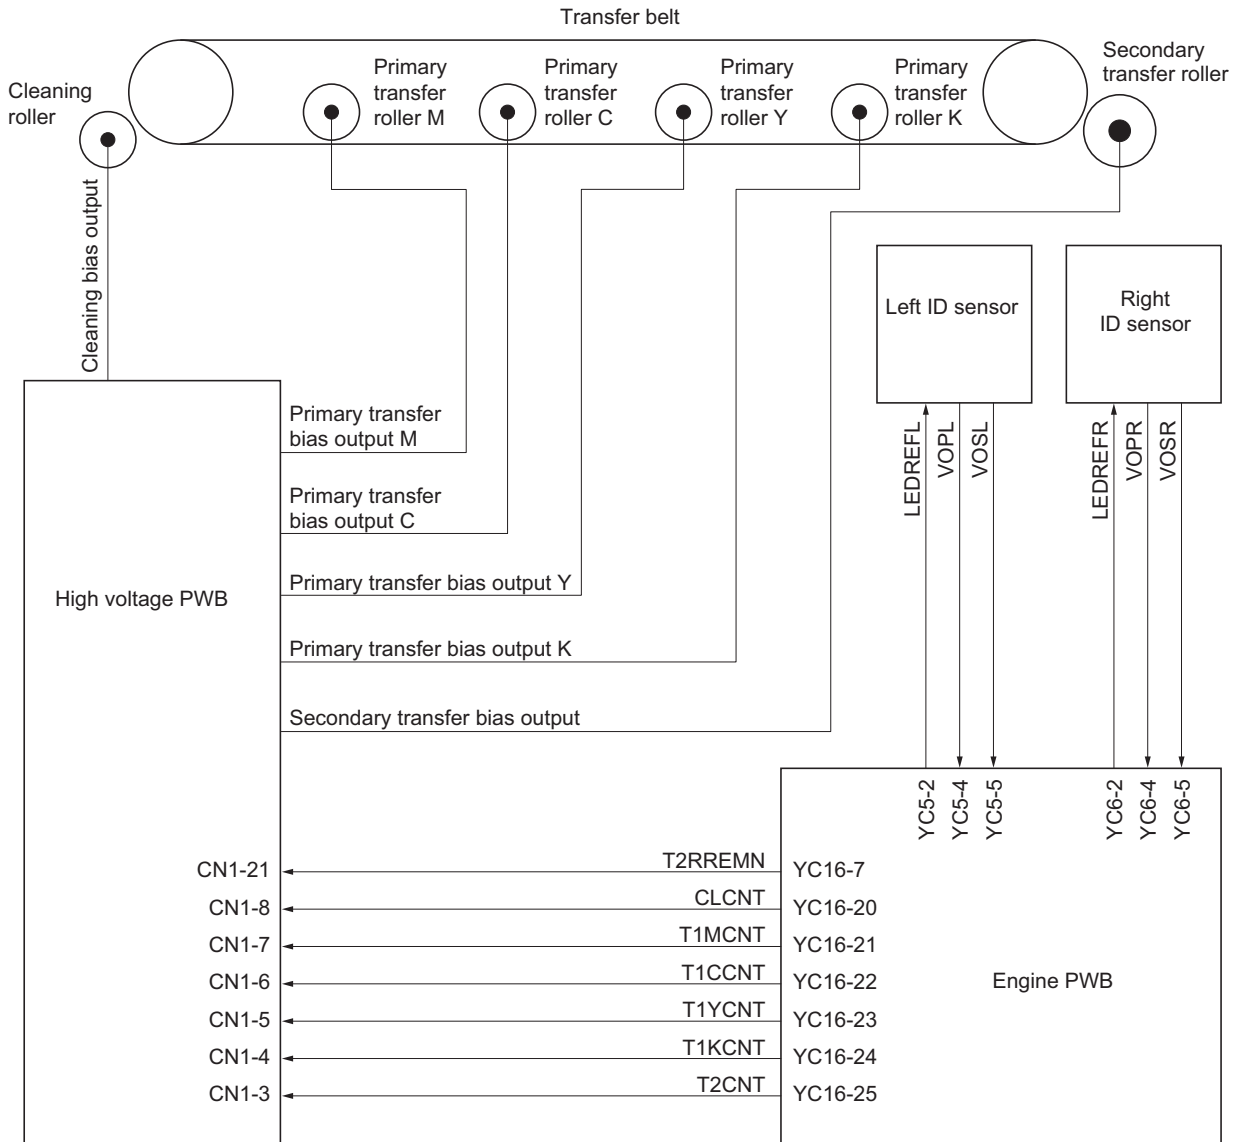 Transfer belt
Cleaning
roller
Primary
transfer
roller M
Primary
transfer
roller C
Primary
transfer
roller Y
Primary
transfer
roller K
Secondary
transfer roller
Cleaning bias output
Left ID sensor
Right
ID sensor
LEDREFL
VOPL
VOSL
LEDREFR
VOPR
VOSR
High voltage PWB
Primary transfer
bias output M
Primary transfer
bias output C
Primary transfer bias output Y
Primary transfer bias output K
Secondary transfer bias output
YC5-2
YC5-4
YC5-5
YC6-2
YC6-4
YC6-5
CN1-21
T2RREMN
YC16-7
CN1-8
CLCNT
YC16-20
CN1-7
T1MCNT
YC16-21
CN1-6
T1CCNT
YC16-22
CN1-5
T1YCNT
YC16-23
CN1-4
T1KCNT
YC16-24
CN1-3
T2CNT
YC16-25
Engine PWB